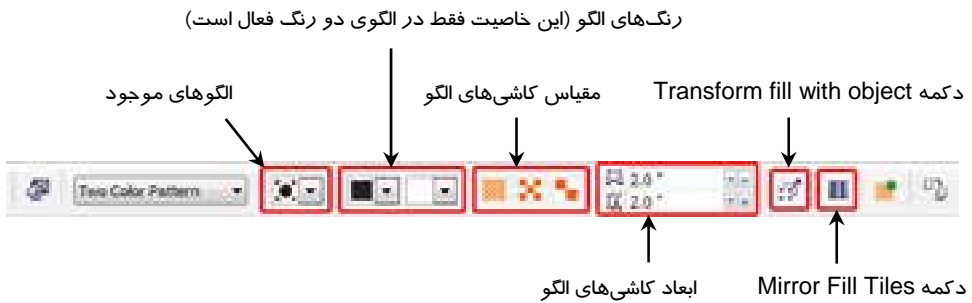 رنگ‌های الگو (این خاصیت فقط در الگوی دو رنگ فعال است)
دکمه Transform fill with object
مقیاس کاشی‌های الگو
الگوهای موجود
Two Color Pattern
2.0 "
2.0 "
دکمه Mirror Fill Tiles
ابعاد کاشی‌های الگو